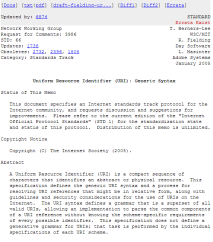 [Docs] [txt|pdf] [draft-fielding-uri...] [Diff1] [Diff2] [Errata]
Updated by: 6874 STANDARD
Errata Exist
Network Working Group T. Berners-Lee
Request for Comments: 3986 W3C/MIT
STD: 66 R. Fielding
Updates: 1738 Day Software
Obsoletes: 2732, 2396, 1808 L. Masinter
Category: Standards Track Adobe Systems
January 2005
Uniform Resource Identifier (URI): Generic Syntax
Status of This Memo
This document specifies an Internet standards track protocol for the
Internet community, and requests discussion and suggestions for
improvements. Please refer to the current edition of the "Internet
Official Protocol Standards" (STD 1) for the standardization state
and status of this protocol. Distribution of this memo is unlimited.
Copyright Notice
Copyright (C) The Internet Society (2005).
Abstract
A Uniform Resource Identifier (URI) is a compact sequence of
characters that identifies an abstract or physical resource. This
specification defines the generic URI syntax and a process for
resolving URI references that might be in relative form, along with
guidelines and security considerations for the use of URIs on the
Internet. The URI syntax defines a grammar that is a superset of all
valid URIs, allowing an implementation to parse the common components
of a URI reference without knowing the scheme-specific requirements
of every possible identifier. This specification does not define a
generative grammar for URIs; that task is performed by the individual
specifications of each URI scheme.